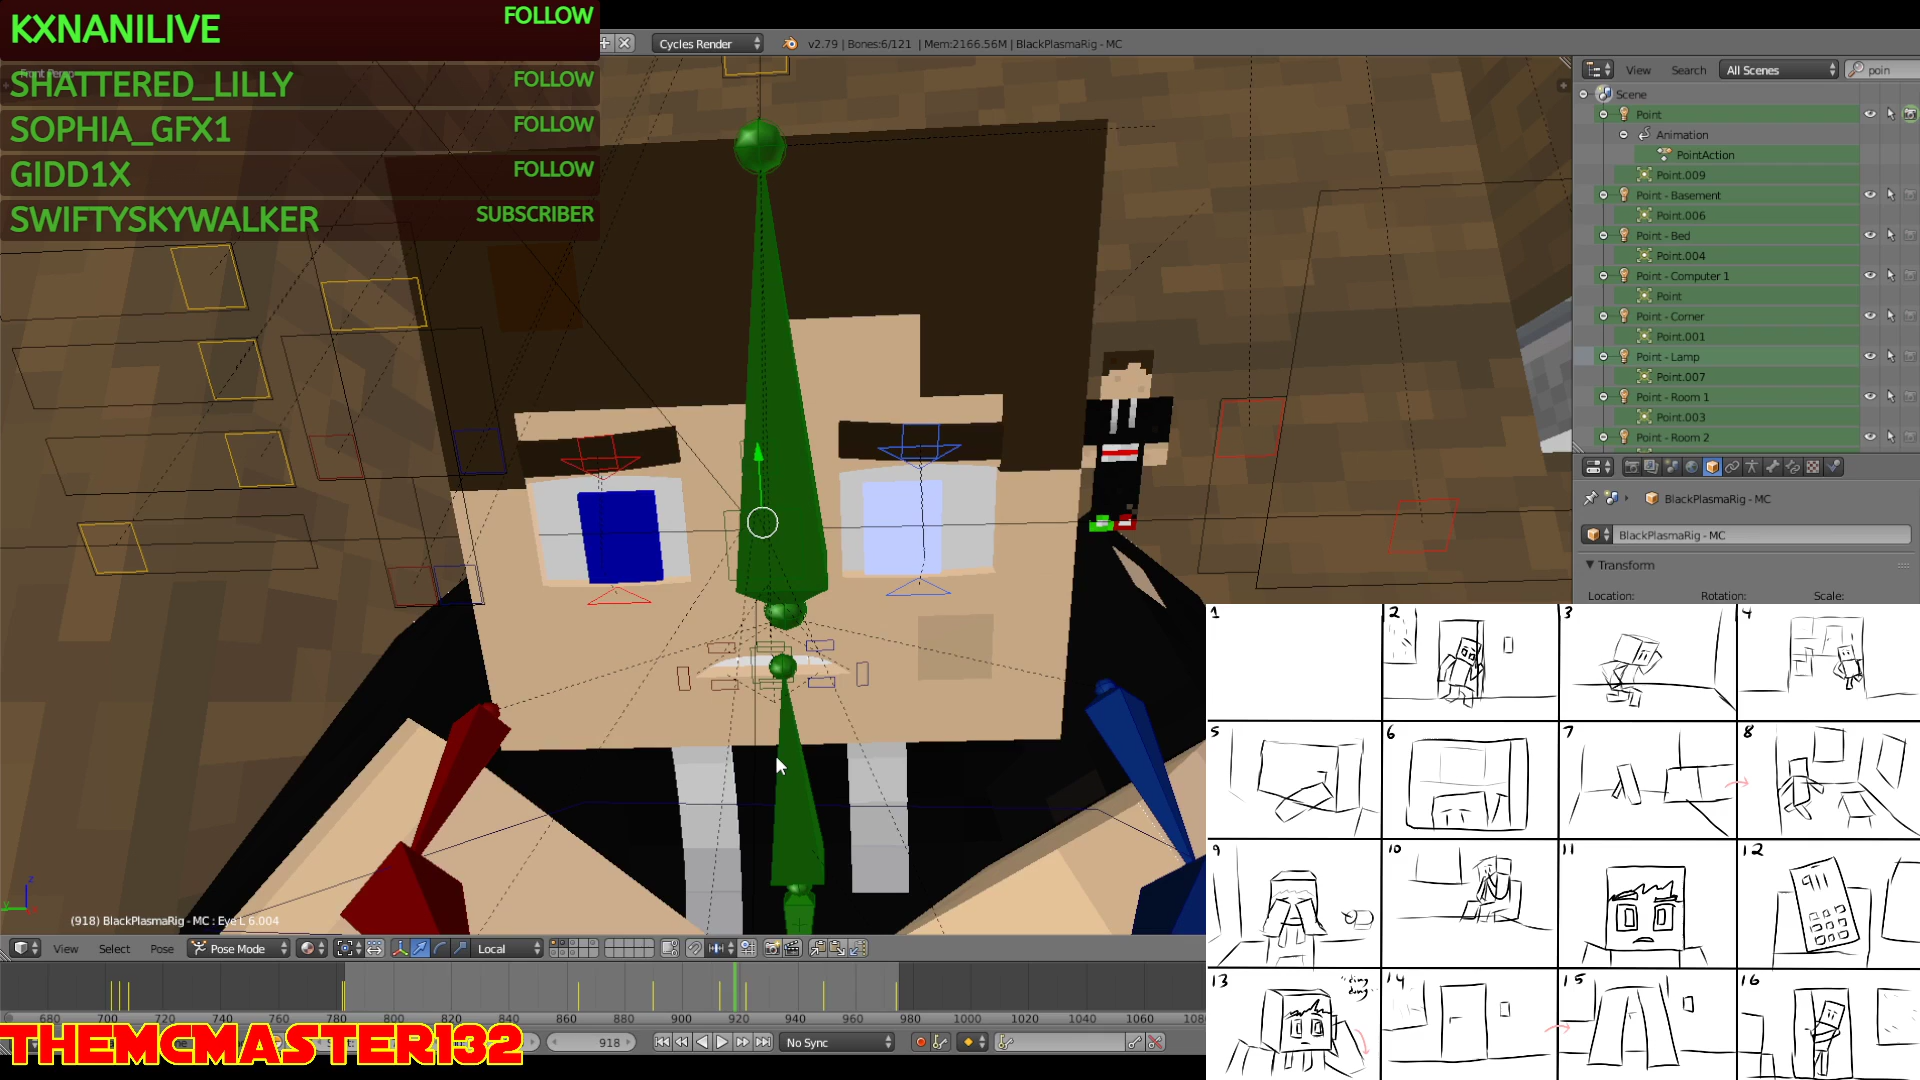 KXNANILIVE FOLLOW
SHATTERED_LILLY FOLLOW
SOPHIA_GFX1 FOLLOW
GIDD1X FOLLOW
SWIFTYSKYWALKER SUBSCRIBER
Cycles Render v2.79 | Bones:6/121 | Mem:2166.56M | BlackPlasmaRig - MC
View Search All Scenes poin
Scene
Point
Animation
PointAction
Point.009
Point - Basement
Point.006
Point - Bed
Point.004
Point - Computer 1
Point
Point - Corner
Point.001
Point - Lamp
Point.007
Point - Room 1
Point.003
Point - Room 2
BlackPlasmaRig - MC
BlackPlasmaRig - MC
Transform
Location: Rotation: Scale:
1 2 3 4
5 6 7 8
9 10 11 12
911
13 14 15 16
"ding dong"
(918) BlackPlasmaRig - MC : Eye L 6.004
View Select Pose Pose Mode Local
680 700 720 740 760 780 800 820 840 860 880 900 920 940 960 980 1000 1020 1040 1060 108
918 No Sync
THEMCMASTER132